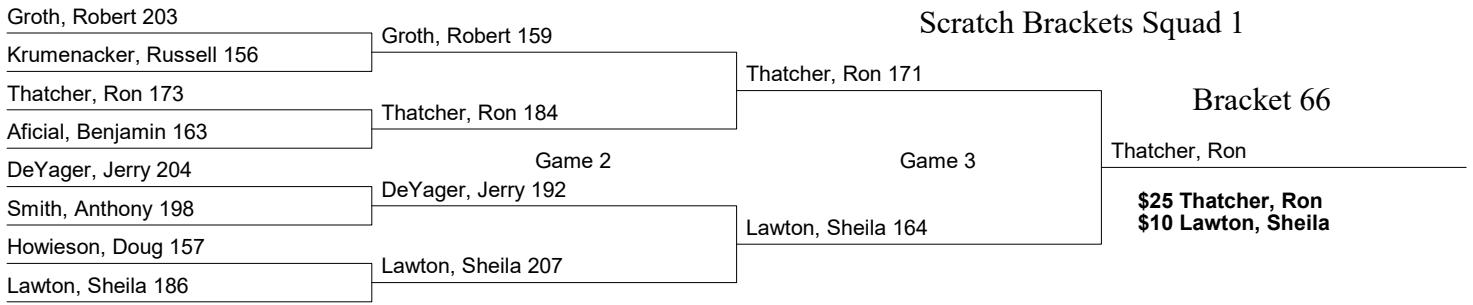 Scratch Brackets Squad 1
Bracket 66
Groth, Robert 203
Krumenacker, Russell 156
Thatcher, Ron 173
Aficial, Benjamin 163
DeYager, Jerry 204
Smith, Anthony 198
Howieson, Doug 157
Lawton, Sheila 186
Groth, Robert 159
Thatcher, Ron 184
Game 2
DeYager, Jerry 192
Lawton, Sheila 207
Thatcher, Ron 171
Game 3
Lawton, Sheila 164
Thatcher, Ron
$25 Thatcher, Ron
$10 Lawton, Sheila